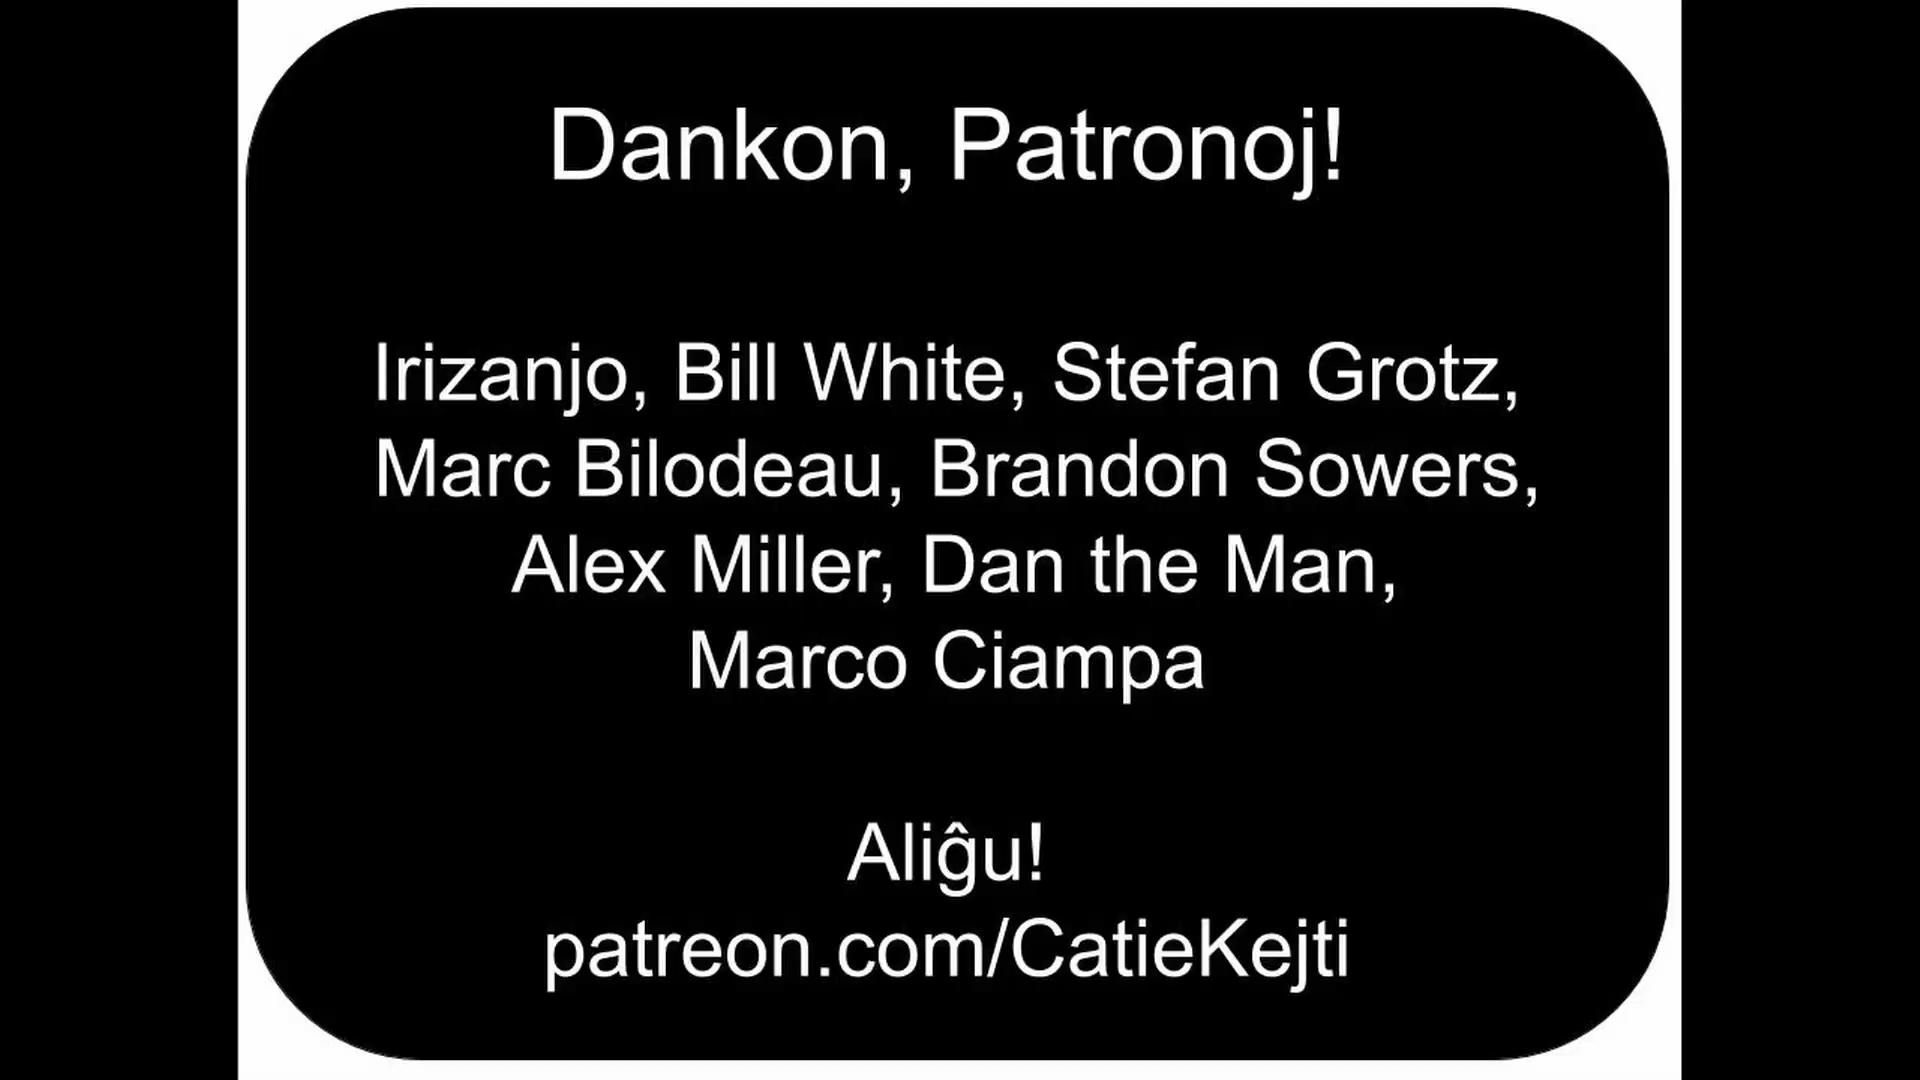 Dankon, Patronoj!
Irizanjo, Bill White, Stefan Grotz,
Marc Bilodeau, Brandon Sowers,
Alex Miller, Dan the Man,
Marco Ciampa
Aliĝu!
patreon.com/CatieKejti